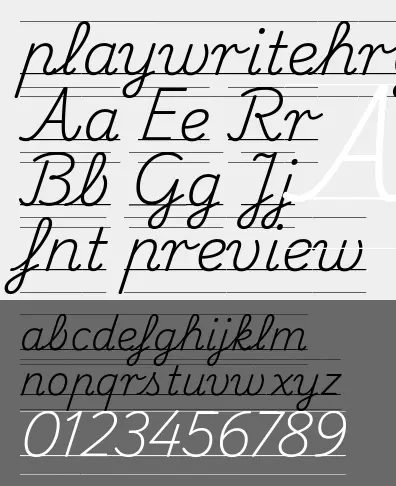 playwritehr
Aa Ee Rr
A
Bb Gg Jj
fnt preview
abcdefghijklm
nopqrstuvwxyz
0123456789